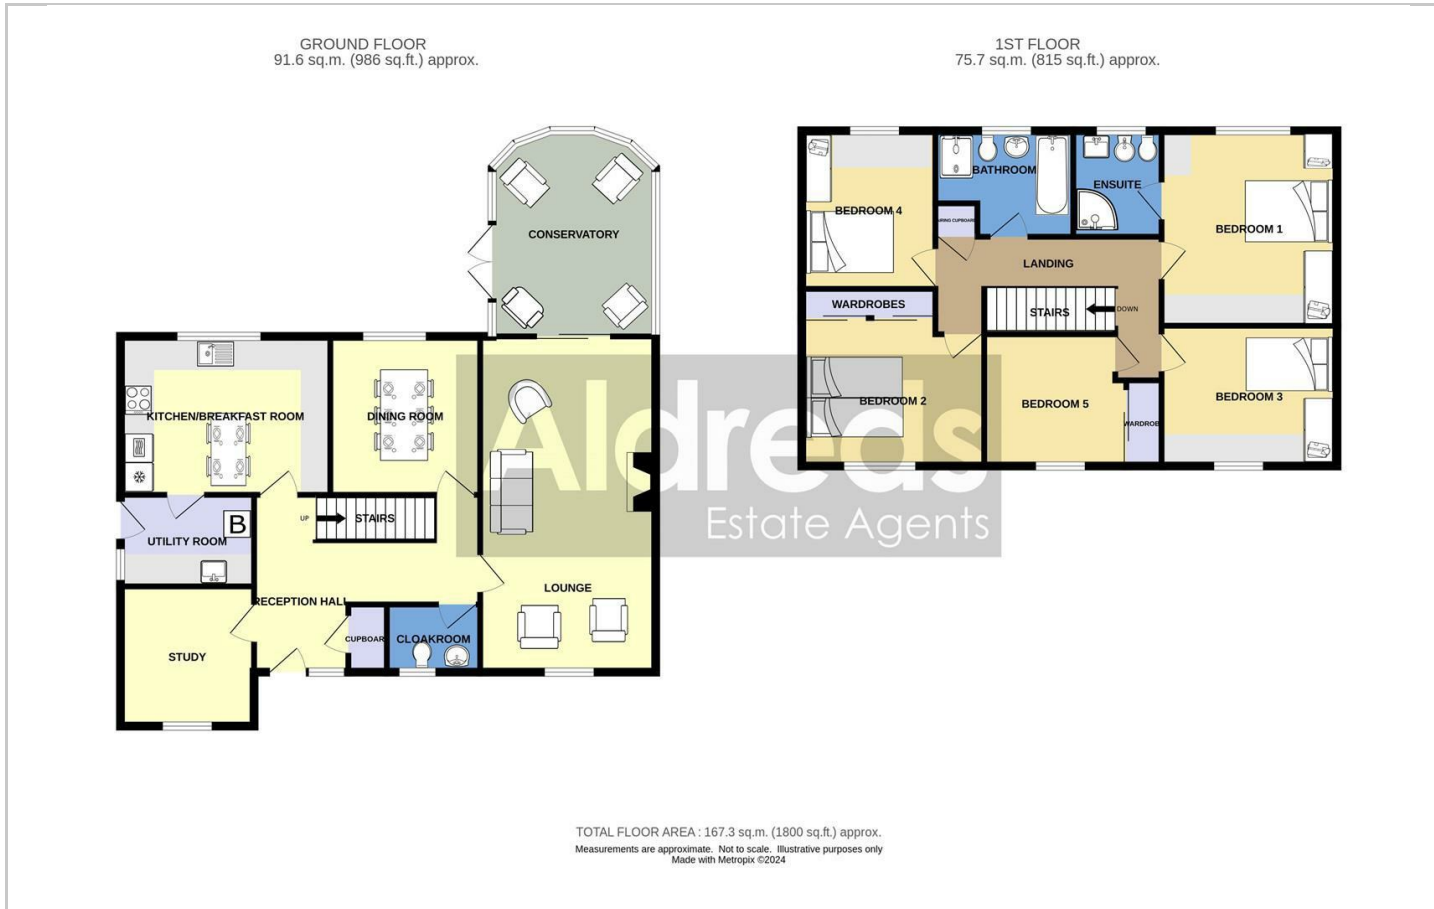 GROUND FLOOR
91.6 sq.m. (986 sq.ft.) approx.
1ST FLOOR
75.7 sq.m. (815 sq.ft.) approx.
CONSERVATORY
KITCHEN/BREAKFAST ROOM
DINING ROOM
UP
STAIRS
B
UTILITY ROOM
LOUNGE
RECEPTION HALL
CUPBOAR
CLOAKROOM
STUDY
BATHROOM
ENSUITE
BEDROOM 4
BEDROOM 1
AIRING CUPBOARD
LANDING
WARDROBES
STAIRS
DOWN
BEDROOM 2
BEDROOM 5
BEDROOM 3
WARDROBE
Aldreds
Estate Agents
TOTAL FLOOR AREA : 167.3 sq.m. (1800 sq.ft.) approx.
Measurements are approximate. Not to scale. Illustrative purposes only
Made with Metropix ©2024